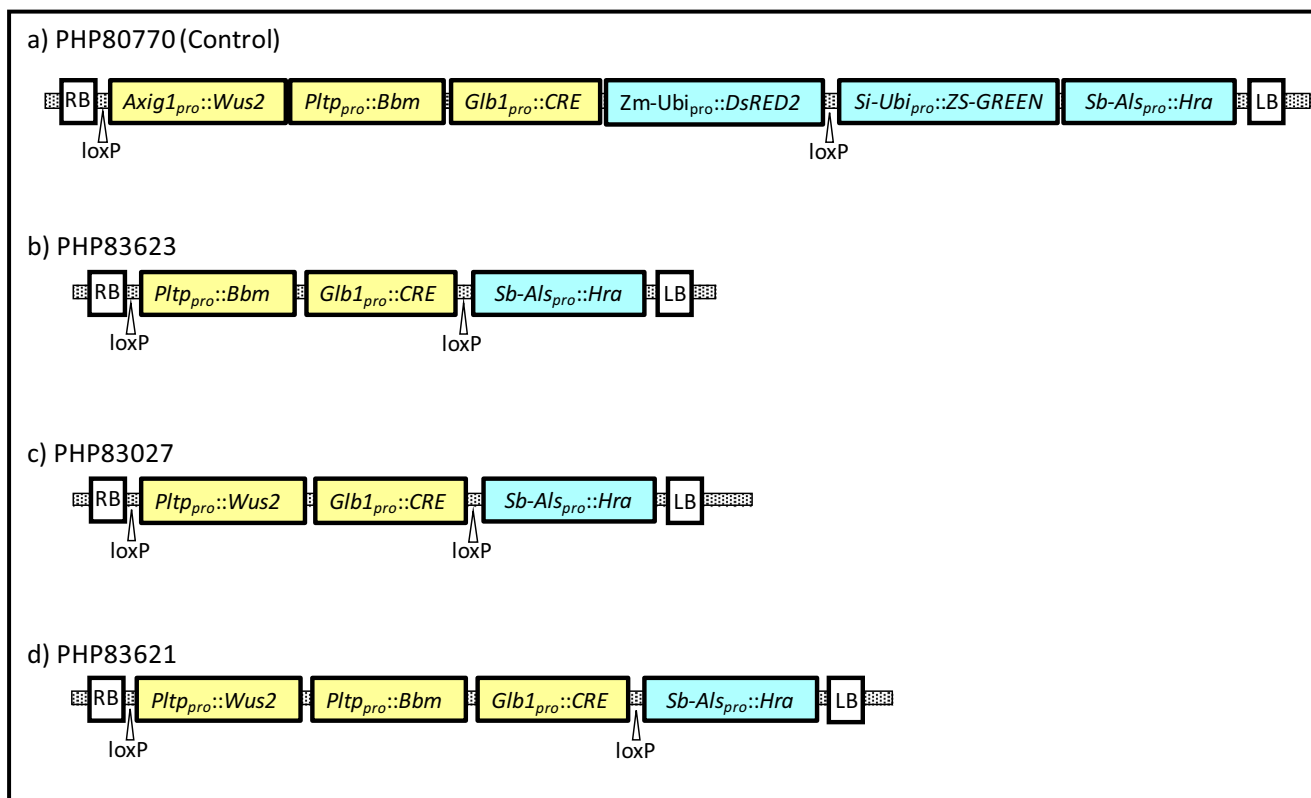 a) PHP80770 (Control)
RB Axig1pro::Wus2 Pltppro::Bbm Glb1pro::CRE Zm-Ubipro::DsRED2 Si-Ubipro::ZS-GREEN Sb-Alspro::Hra LB
loxP loxP
b) PHP83623
RB Pltppro::Bbm Glb1pro::CRE Sb-Alspro::Hra LB
loxP loxP
c) PHP83027
RB Pltppro::Wus2 Glb1pro::CRE Sb-Alspro::Hra LB
loxP loxP
d) PHP83621
RB Pltppro::Wus2 Pltppro::Bbm Glb1pro::CRE Sb-Alspro::Hra LB
loxP loxP